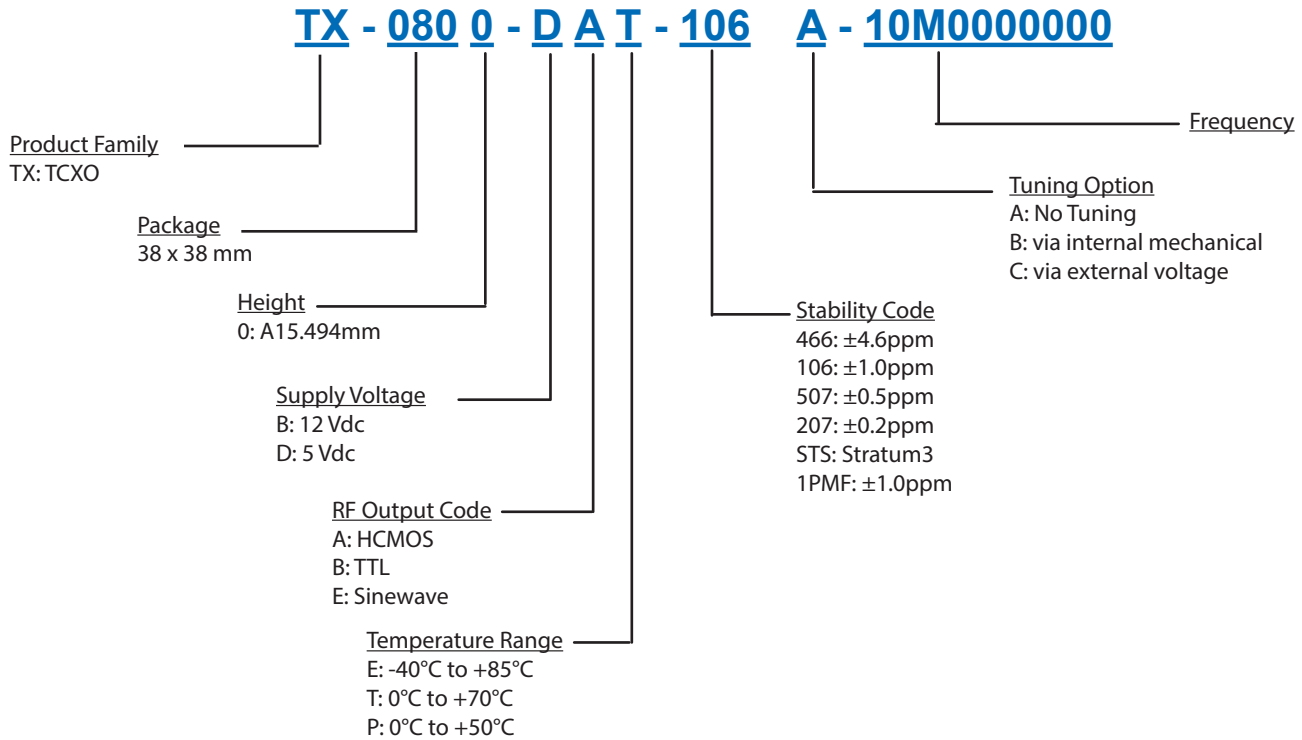 TX - 080 0 - D A T - 106 A - 10M0000000
Frequency
Product Family
TX: TCXO
Tuning Option
A: No Tuning
B: via internal mechanical
C: via external voltage
Package
38 x 38 mm
Height
0: A15.494mm
Stability Code
466: ±4.6ppm
106: ±1.0ppm
507: ±0.5ppm
207: ±0.2ppm
STS: Stratum3
1PMF: ±1.0ppm
Supply Voltage
B: 12 Vdc
D: 5 Vdc
RF Output Code
A: HCMOS
B: TTL
E: Sinewave
Temperature Range
E: -40°C to +85°C
T: 0°C to +70°C
P: 0°C to +50°C